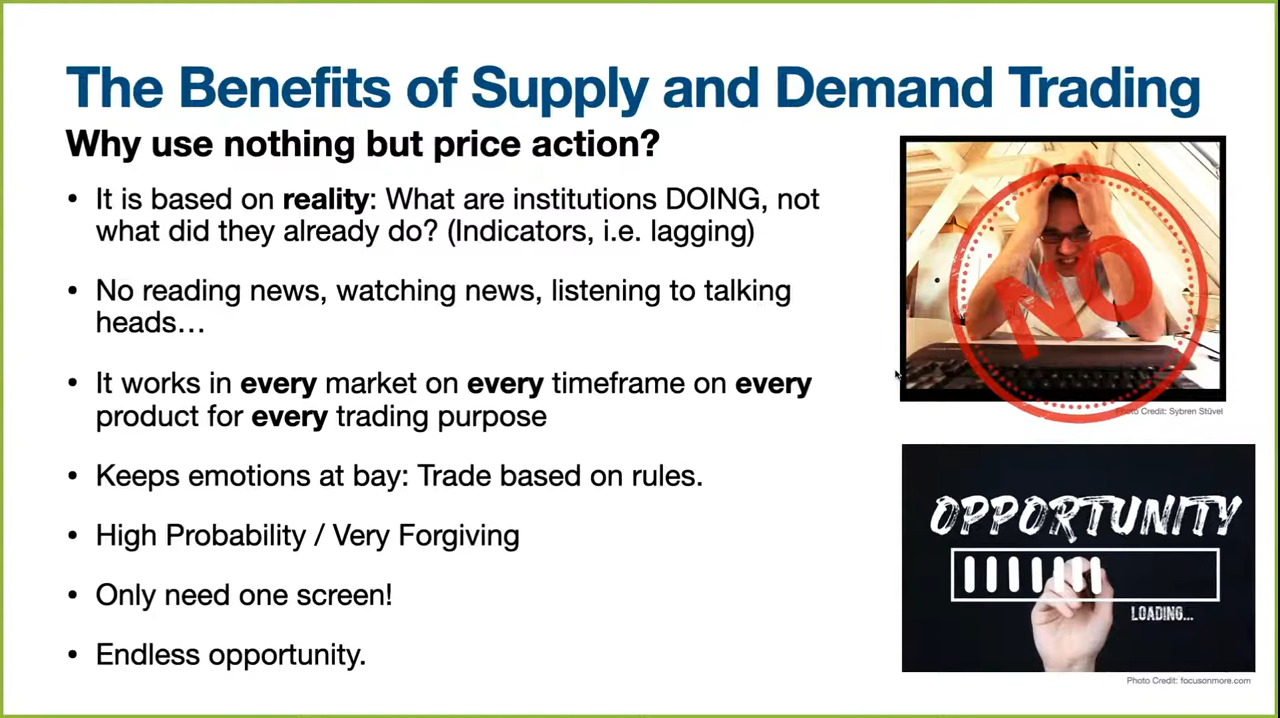 The Benefits of Supply and Demand Trading
Why use nothing but price action?
• It is based on reality: What are institutions DOING, not
what did they already do? (Indicators, i.e. lagging)
• No reading news, watching news, listening to talking
heads…
• It works in every market on every timeframe on every
product for every trading purpose
• Keeps emotions at bay: Trade based on rules.
• High Probability / Very Forgiving
• Only need one screen!
• Endless opportunity.
NO
Photo Credit: Sybren Stüvel
OPPORTUNITY
LOADING...
Photo Credit: focusonmore.com